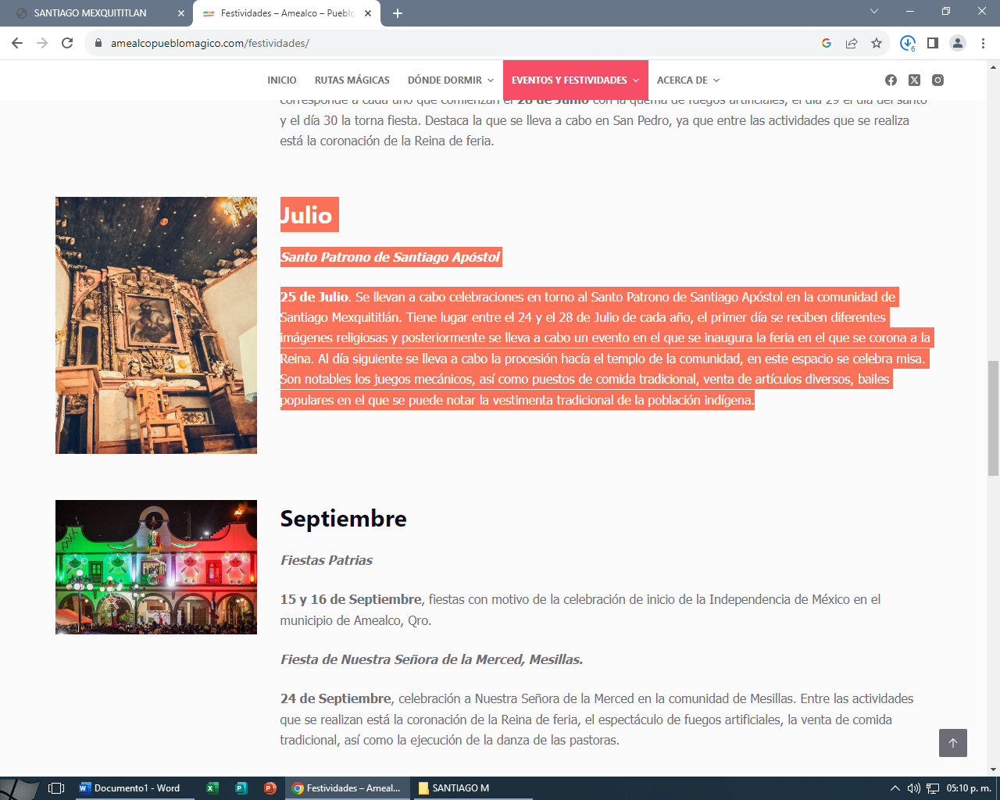 SANTIAGO MEXQUITITLAN
Festividades – Amealco – Pueblo
amealcopueblomagico.com/festividades/
6
INICIO
RUTAS MÁGICAS
DÓNDE DORMIR
EVENTOS Y FESTIVIDADES
ACERCA DE
corresponde a cada uno que comienzan el 28 de Junio con la quema de fuegos artificiales, el día 29 el día del santo
y el día 30 la torna fiesta. Destaca la que se lleva a cabo en San Pedro, ya que entre las actividades que se realiza
está la coronación de la Reina de feria.
Julio
Santo Patrono de Santiago Apóstol
25 de Julio. Se llevan a cabo celebraciones en torno al Santo Patrono de Santiago Apóstol en la comunidad de
Santiago Mexquititlán. Tiene lugar entre el 24 y el 28 de Julio de cada año, el primer día se reciben diferentes
imágenes religiosas y posteriormente se lleva a cabo un evento en el que se inaugura la feria en el que se corona a la
Reina. Al día siguiente se lleva a cabo la procesión hacía el templo de la comunidad, en este espacio se celebra misa.
Son notables los juegos mecánicos, así como puestos de comida tradicional, venta de artículos diversos, bailes
populares en el que se puede notar la vestimenta tradicional de la población indígena.
Septiembre
Fiestas Patrias
15 y 16 de Septiembre, fiestas con motivo de la celebración de inicio de la Independencia de México en el
municipio de Amealco, Qro.
Fiesta de Nuestra Señora de la Merced, Mesillas.
24 de Septiembre, celebración a Nuestra Señora de la Merced en la comunidad de Mesillas. Entre las actividades
que se realizan está la coronación de la Reina de feria, el espectáculo de fuegos artificiales, la venta de comida
tradicional, así como la ejecución de la danza de las pastoras.
Documento1 - Word
Festividades – Ameal...
SANTIAGO M
05:10 p. m.